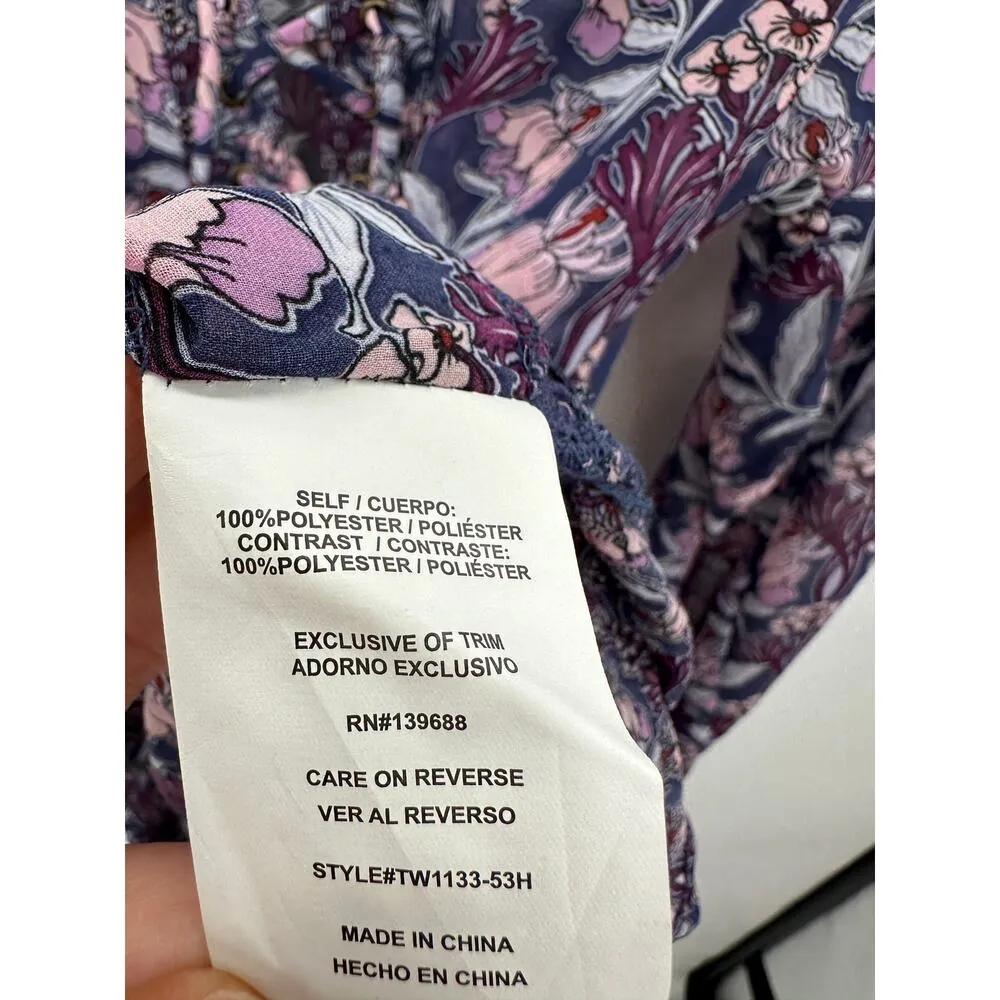 SELF / CUERPO:
100%POLYESTER / POLIÉSTER
CONTRAST / CONTRASTE:
100%POLYESTER / POLIÉSTER
EXCLUSIVE OF TRIM
ADORNO EXCLUSIVO
RN#139688
CARE ON REVERSE
VER AL REVERSO
STYLE#TW1133-53H
MADE IN CHINA
HECHO EN CHINA